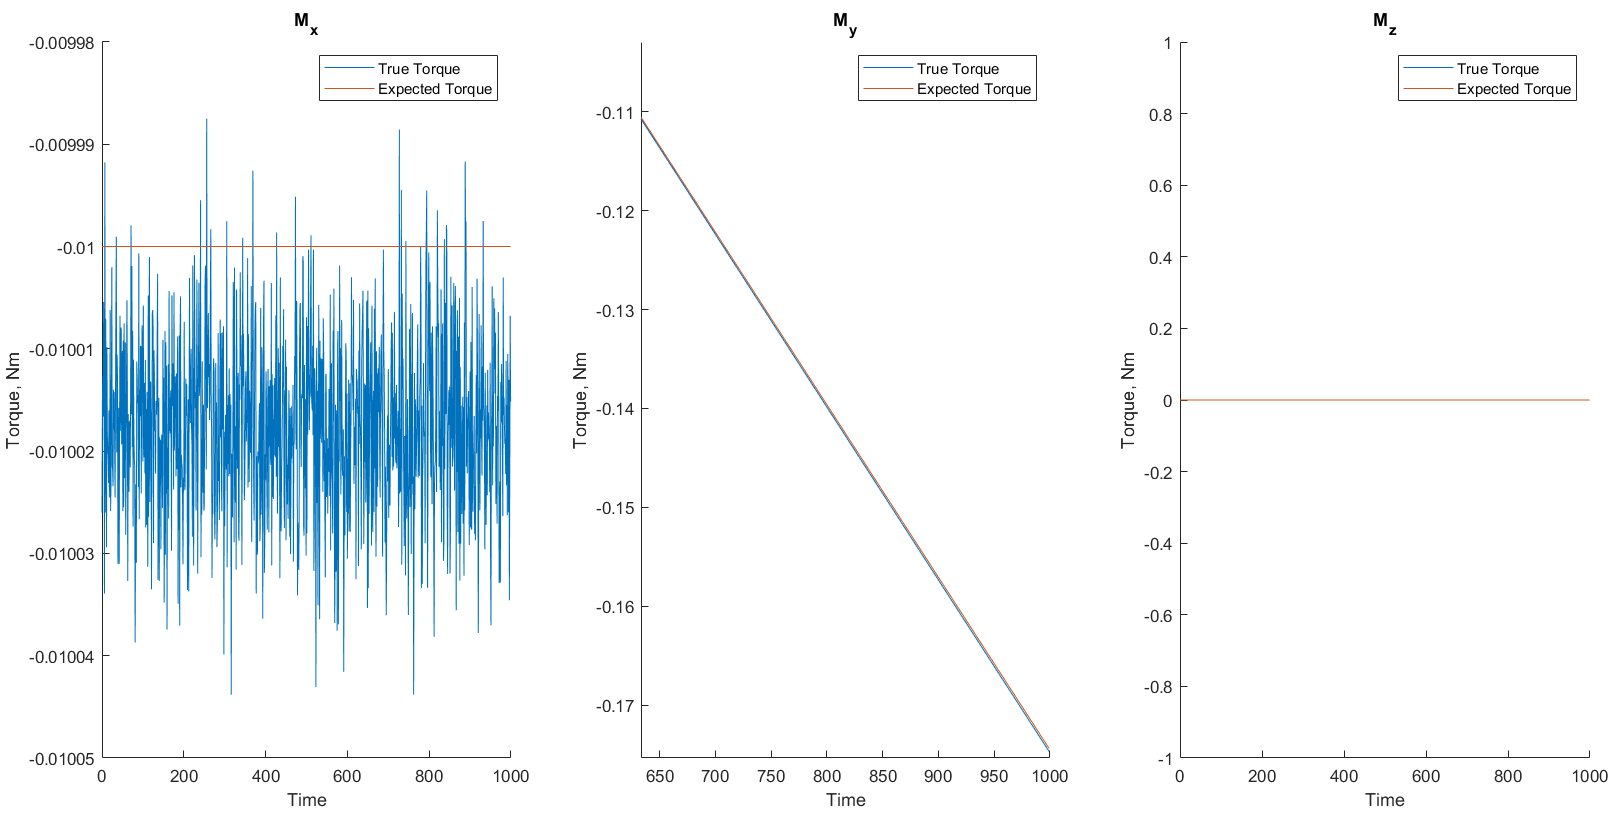 M_x
True Torque
Expected Torque
-0.00998
-0.00999
-0.01
-0.01001
-0.01002
-0.01003
-0.01004
-0.01005
Torque, Nm
0 200 400 600 800 1000
Time
M_y
True Torque
Expected Torque
-0.11
-0.12
-0.13
-0.14
-0.15
-0.16
-0.17
Torque, Nm
650 700 750 800 850 900 950 1000
Time
M_z
True Torque
Expected Torque
1
0.8
0.6
0.4
0.2
0
-0.2
-0.4
-0.6
-0.8
-1
Torque, Nm
0 200 400 600 800 1000
Time